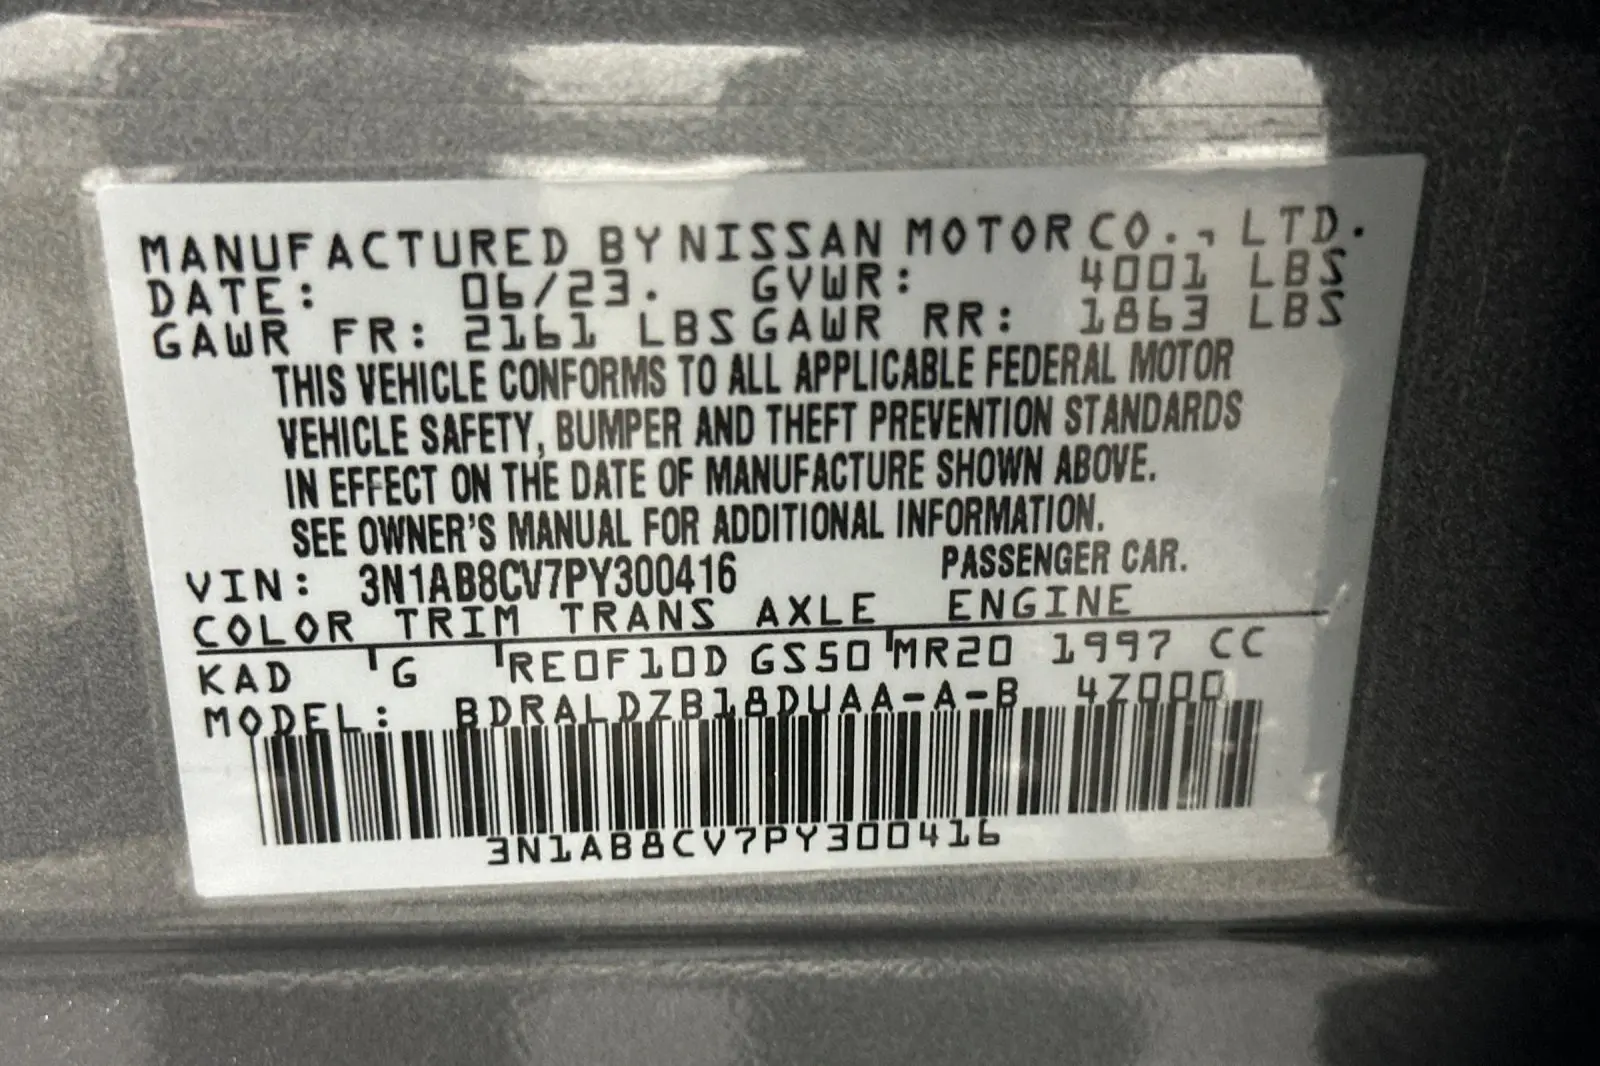 MANUFACTURED BY NISSAN MOTOR CO., LTD.
DATE: 06/23. GVWR: 4001 LBS
GAWR FR: 2161 LBS GAWR RR: 1863 LBS
THIS VEHICLE CONFORMS TO ALL APPLICABLE FEDERAL MOTOR
VEHICLE SAFETY, BUMPER AND THEFT PREVENTION STANDARDS
IN EFFECT ON THE DATE OF MANUFACTURE SHOWN ABOVE.
SEE OWNER'S MANUAL FOR ADDITIONAL INFORMATION.
VIN: 3N1AB8CV7PY300416 PASSENGER CAR.
COLOR TRIM TRANS AXLE ENGINE
KAD G RE0F10D GS50 MR20 1997 CC
MODEL: BDRALDZB18DUAA-A-B 4Z000
3N1AB8CV7PY300416